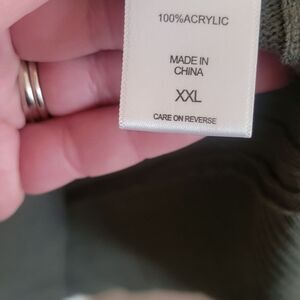 100%ACRYLIC
MADE IN
CHINA
XXL
CARE ON REVERSE